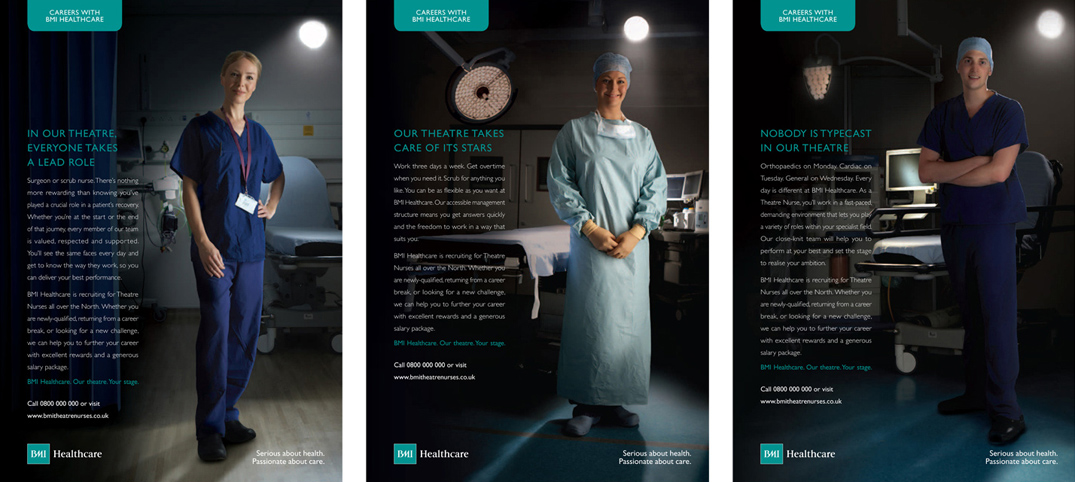 CAREERS WITH
BMI HEALTHCARE
IN OUR THEATRE,
EVERYONE TAKES
A LEAD ROLE
Surgeon or scrub nurse. There's nothing
more rewarding than knowing you've
played a crucial role in a patient's recovery.
Whether you're at the start or the end
of that journey, every member of our team
is valued, respected and supported.
You'll see the same faces every day and
get to know the way they work, so you
can deliver your best performance.
BMI Healthcare is recruiting for Theatre
Nurses all over the North. Whether you
are newly-qualified, returning from a career
break, or looking for a new challenge,
we can help you to further your career
with excellent rewards and a generous
salary package.
BMI Healthcare. Our theatre. Your stage.
Call 0800 000 000 or visit
www.bmitheatrenurses.co.uk
BMI Healthcare
Serious about health.
Passionate about care.
CAREERS WITH
BMI HEALTHCARE
OUR THEATRE TAKES
CARE OF ITS STARS
Work three days a week. Get overtime
when you need it. Scrub for anything you
like. You can be as flexible as you want at
BMI Healthcare. Our accessible management
structure means you get answers quickly
and the freedom to work in a way that
suits you.
BMI Healthcare is recruiting for Theatre
Nurses all over the North. Whether you
are newly-qualified, returning from a career
break, or looking for a new challenge,
we can help you to further your career
with excellent rewards and a generous
salary package.
BMI Healthcare. Our theatre. Your stage.
Call 0800 000 000 or visit
www.bmitheatrenurses.co.uk
BMI Healthcare
Serious about health.
Passionate about care.
CAREERS WITH
BMI HEALTHCARE
NOBODY IS TYPECAST
IN OUR THEATRE
Orthopaedics on Monday. Cardiac on
Tuesday. General on Wednesday. Every
day is different at BMI Healthcare. As a
Theatre Nurse, you'll work in a fast-paced,
demanding environment that lets you play
a variety of roles within your specialist field.
Our close-knit team will help you to
perform at your best and set the stage
to realise your ambition.
BMI Healthcare is recruiting for Theatre
Nurses all over the North. Whether you
are newly-qualified, returning from a career
break, or looking for a new challenge,
we can help you to further your career
with excellent rewards and a generous
salary package.
BMI Healthcare. Our theatre. Your stage.
Call 0800 000 000 or visit
www.bmitheatrenurses.co.uk
BMI Healthcare
Serious about health.
Passionate about care.